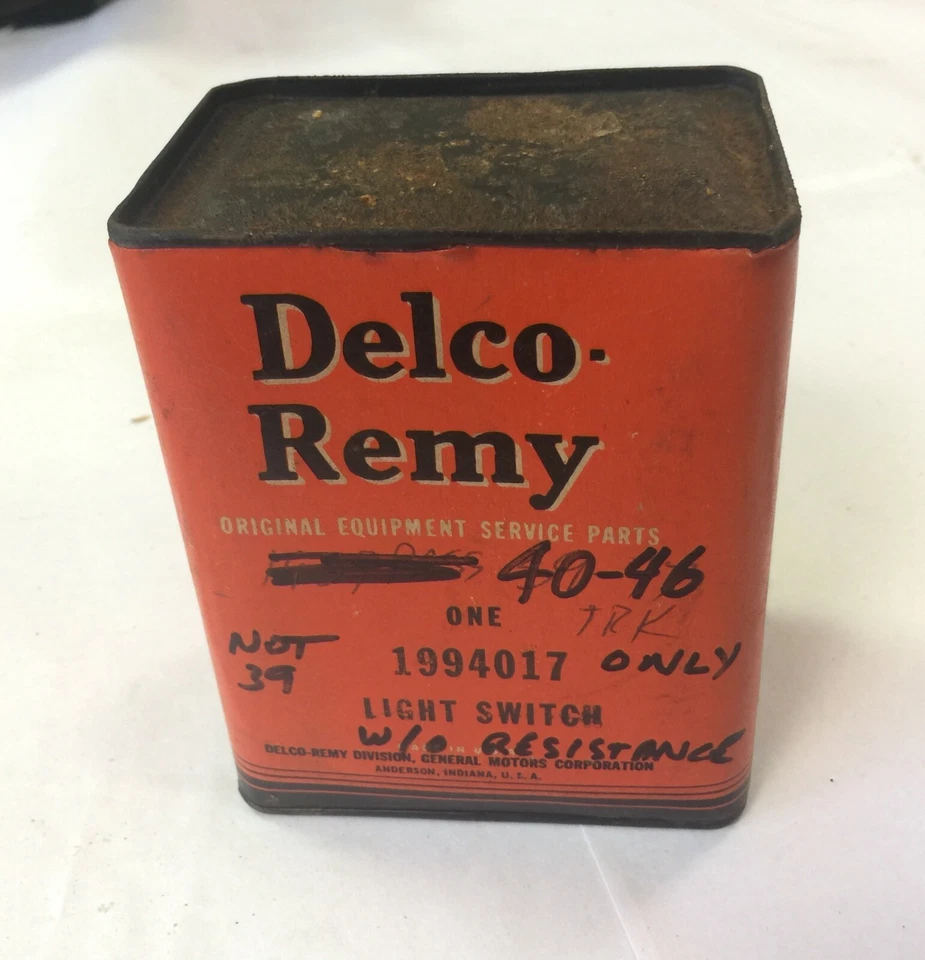 Delco-
Remy
ORIGINAL EQUIPMENT SERVICE PARTS
40-46
ONE TRK
NOT 1994017 ONLY
39
LIGHT SWITCH
W/O RESISTANCE
DELCO-REMY DIVISION, GENERAL MOTORS CORPORATION
ANDERSON, INDIANA, U. S. A.